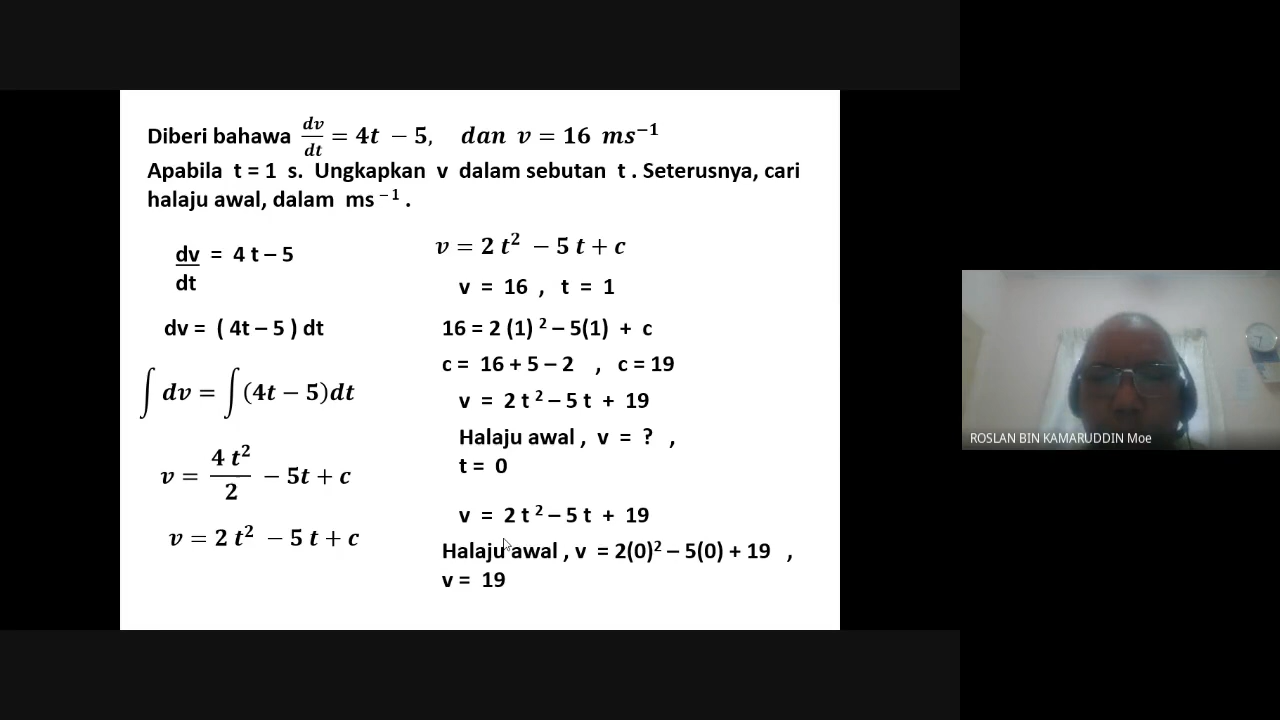 Diberi bahawa dv/dt = 4t − 5, dan v = 16 ms⁻¹
Apabila t = 1 s. Ungkapkan v dalam sebutan t . Seterusnya, cari
halaju awal, dalam ms ⁻¹ .
dv = 4 t – 5
dt
dv = ( 4t – 5 ) dt
∫ dv = ∫ (4t − 5)dt
v = 4 t²/2 − 5t + c
v = 2 t² − 5 t + c
v = 2 t² − 5 t + c
v = 16 , t = 1
16 = 2 (1) ² – 5(1) + c
c = 16 + 5 – 2 , c = 19
v = 2 t ² – 5 t + 19
Halaju awal , v = ? ,
t = 0
v = 2 t ² – 5 t + 19
Halaju awal , v = 2(0)² – 5(0) + 19 ,
v = 19
ROSLAN BIN KAMARUDDIN Moe